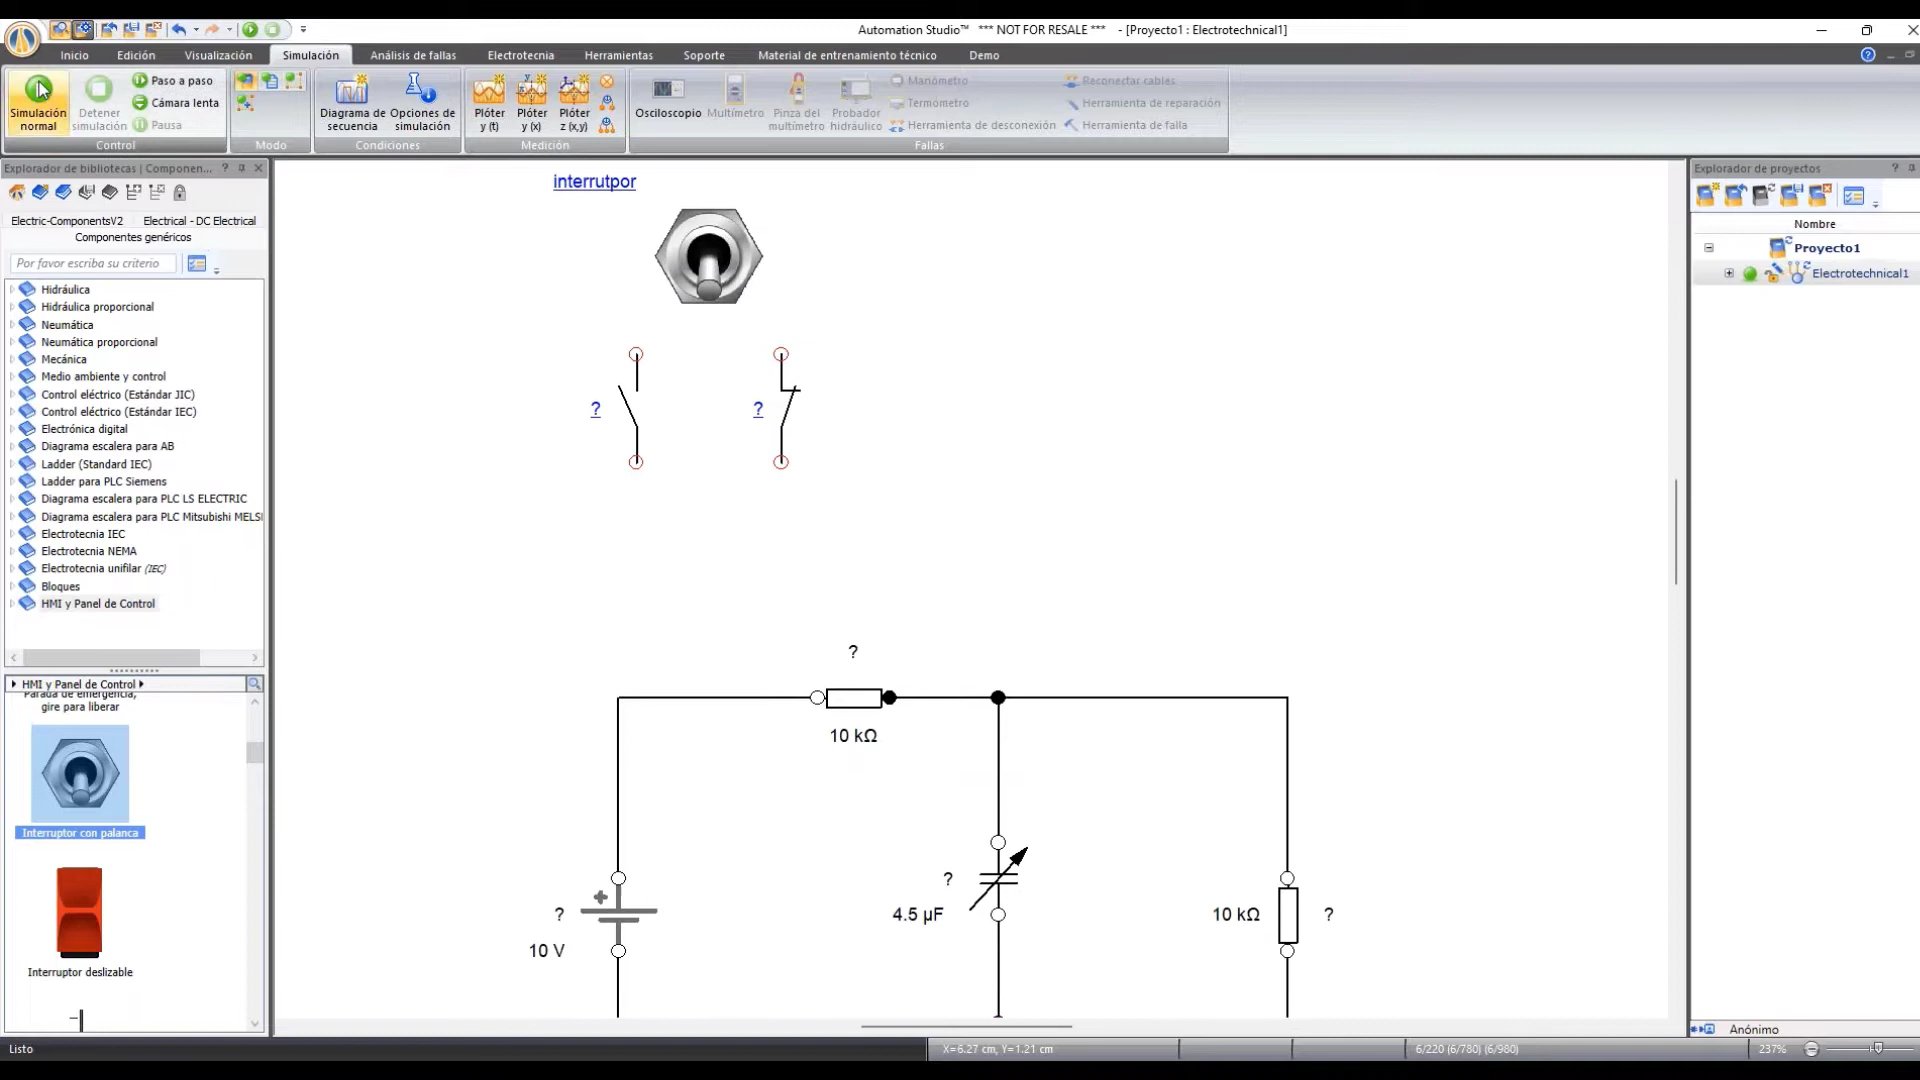 Automation Studio™ *** NOT FOR RESALE *** - [Proyecto1 : Electrotechnical1]
Inicio Edición Visualización Simulación Análisis de fallas Electrotecnia Herramientas Soporte Material de entrenamiento técnico Demo
Simulación normal
Detener simulación
Paso a paso
Cámara lenta
Pausa
Control
Modo
Diagrama de secuencia
Opciones de simulación
Condiciones
Plóter y (t)
Plóter y (x)
Plóter z (x,y)
Medición
Osciloscopio
Multímetro
Pinza del multímetro
Probador hidráulico
Manómetro
Termómetro
Herramienta de desconexión
Reconectar cables
Herramienta de reparación
Herramienta de falla
Fallas
Explorador de bibliotecas | Componen...
Electric-ComponentsV2 Electrical - DC Electrical
Componentes genéricos
Por favor escriba su criterio
Hidráulica
Hidráulica proporcional
Neumática
Neumática proporcional
Mecánica
Medio ambiente y control
Control eléctrico (Estándar JIC)
Control eléctrico (Estándar IEC)
Electrónica digital
Diagrama escalera para AB
Ladder (Standard IEC)
Ladder para PLC Siemens
Diagrama escalera para PLC LS ELECTRIC
Diagrama escalera para PLC Mitsubishi MELSI
Electrotecnia IEC
Electrotecnia NEMA
Electrotecnia unifilar (IEC)
Bloques
HMI y Panel de Control
HMI y Panel de Control
Parada de emergencia,
gire para liberar
Interruptor con palanca
Interruptor deslizable
interrutpor
? ?
?
10 kΩ
?
10 V
?
4.5 µF
10 kΩ ?
Explorador de proyectos
Nombre
Proyecto1
Electrotechnical1
Anónimo
Listo
X=6.27 cm, Y=1.21 cm
6/220 (6/780) (6/980)
237%